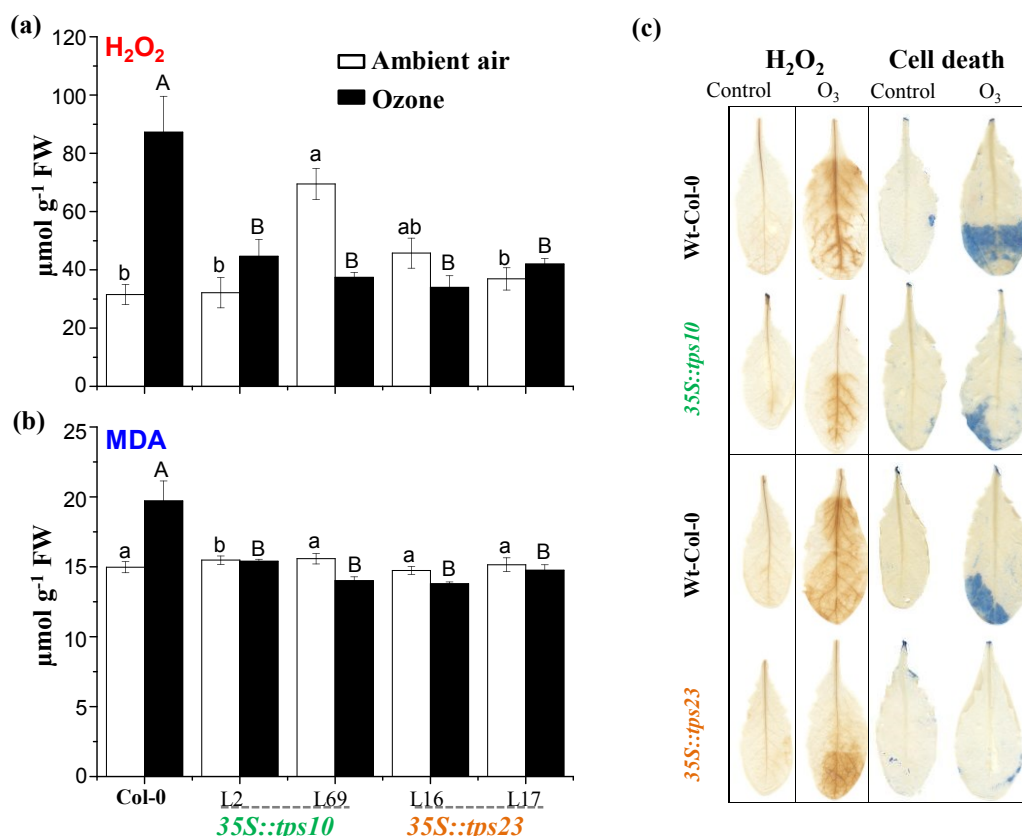 (a)
H₂O₂
Ambient air
Ozone
120
100
80
60
40
20
0
µmol g⁻¹ FW
b
A
b
B
a
B
ab
B
b
B
(b)
MDA
25
20
15
10
5
0
µmol g⁻¹ FW
a
A
b
B
a
B
a
B
a
B
Col-0 L2 L69 L16 L17
35S::tps10 35S::tps23
(c)
H₂O₂ Cell death
Control O₃ Control O₃
Wt-Col-0
35S::tps10
Wt-Col-0
35S::tps23